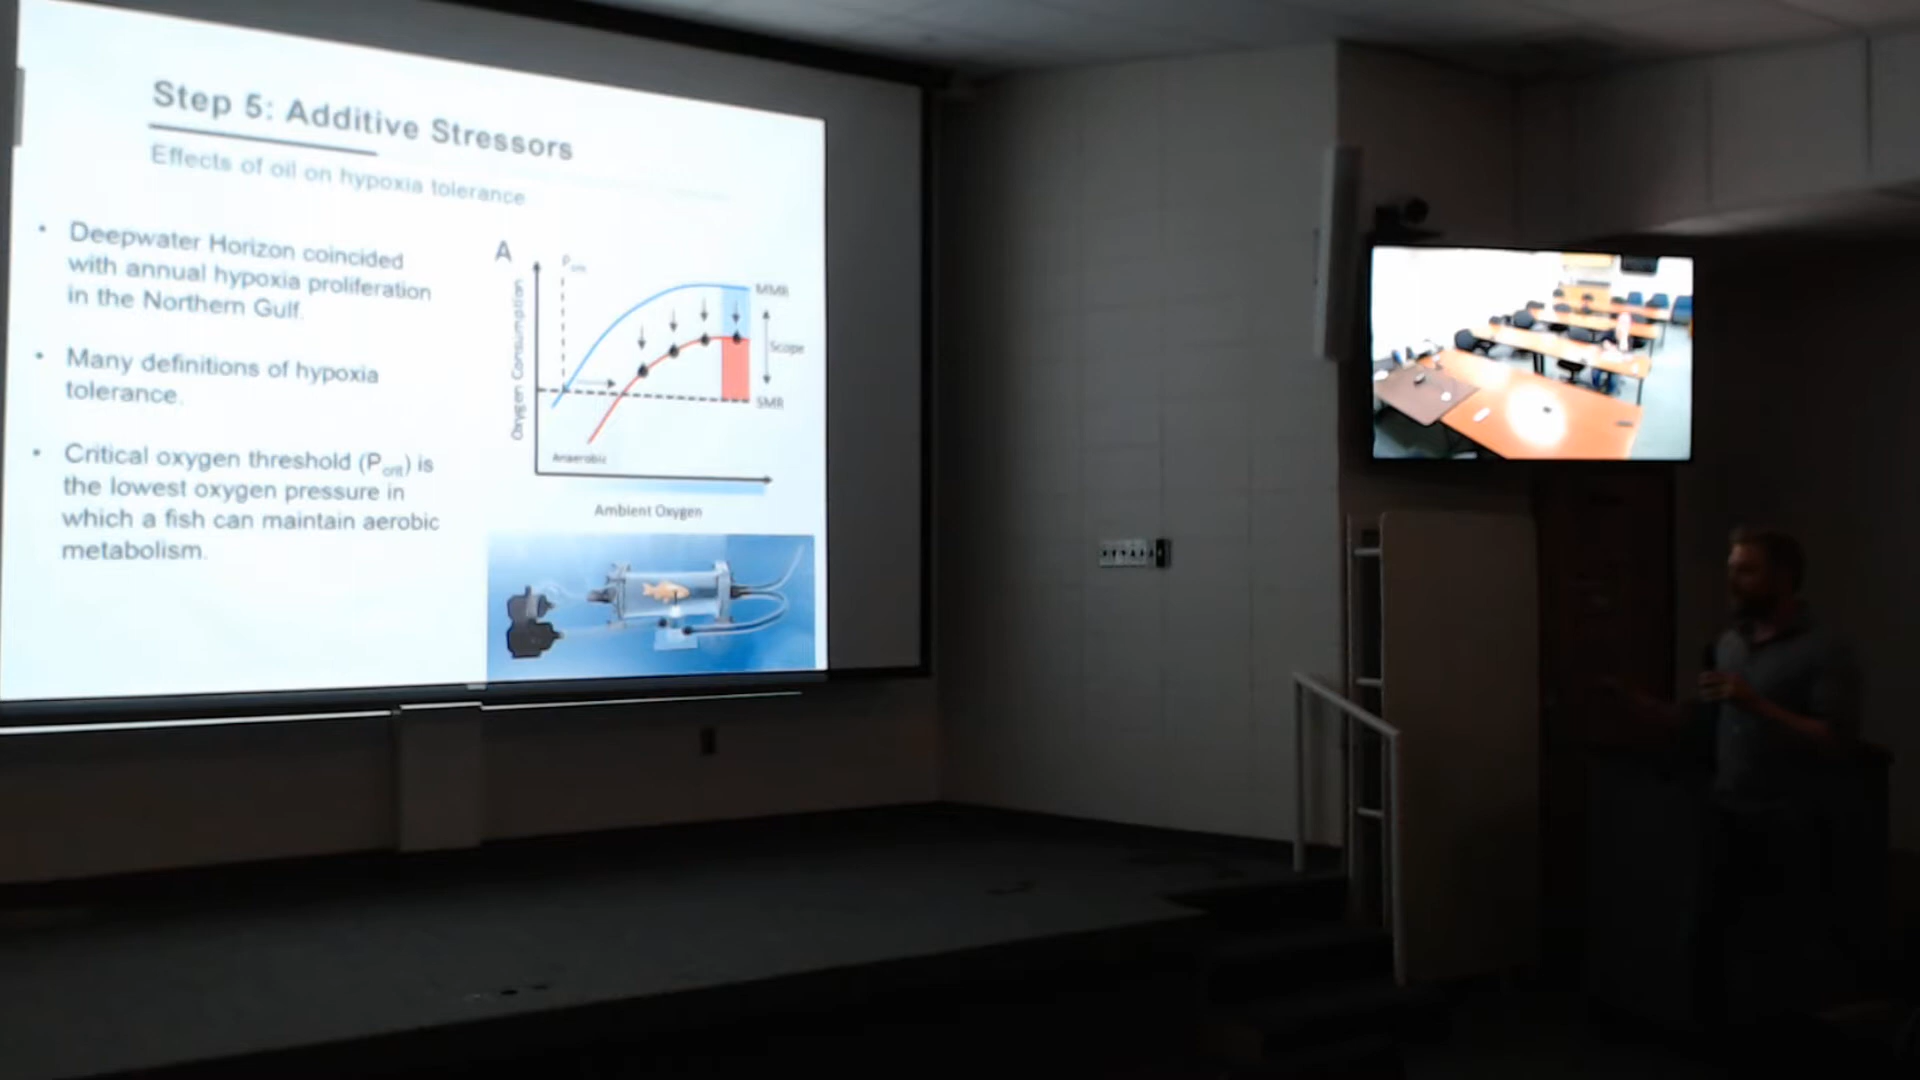 Step 5: Additive Stressors
Effects of oil on hypoxia tolerance
• Deepwater Horizon coincided
with annual hypoxia proliferation
in the Northern Gulf.
• Many definitions of hypoxia
tolerance.
• Critical oxygen threshold (Pcrit) is
the lowest oxygen pressure in
which a fish can maintain aerobic
metabolism.
A
Pcrit
MMR
Scope
SMR
Oxygen Consumption
Anaerobic
Ambient Oxygen